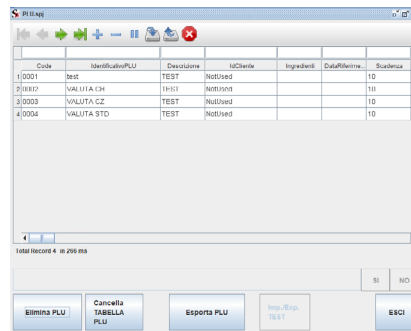 PLU.spj
Code IdentificativoPLU Descrizione IdCliente Ingredienti DataRiferime... Scadenza
1 0001 test TEST NotUsed 10
2 0002 VALUTA CH TEST NotUsed 10
3 0003 VALUTA CZ TEST NotUsed 10
4 0004 VALUTA STD TEST NotUsed 10
Total Record 4 in 266 ms
SI NO
Elimina PLU
Cancella
TABELLA
PLU
Esporta PLU
Imp./Exp.
TEST
ESCI